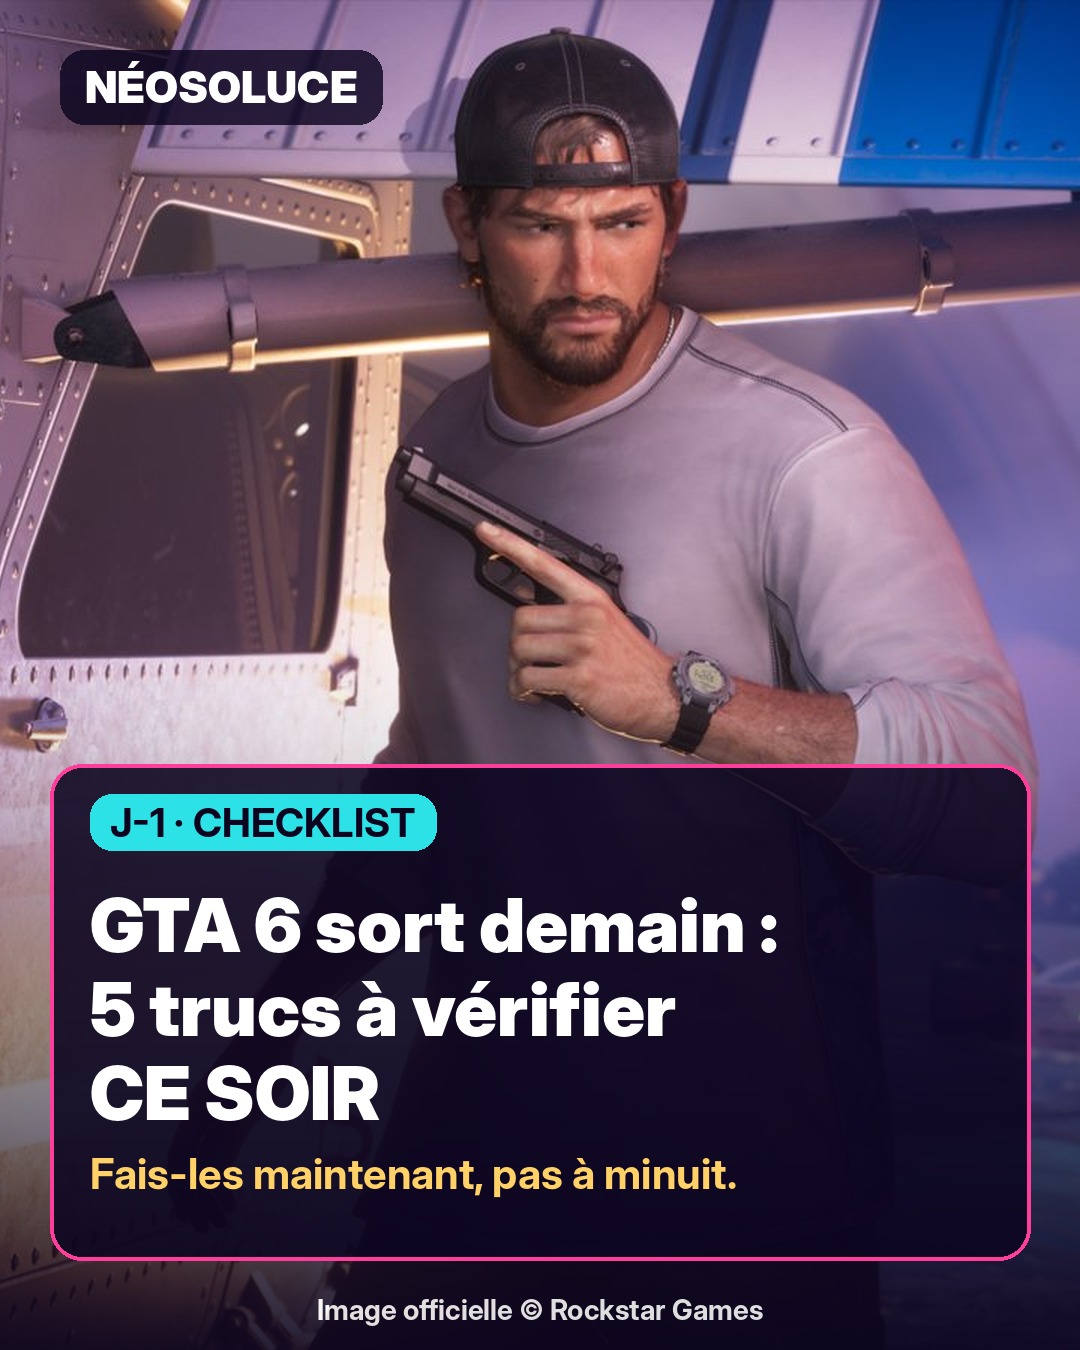 NÉOSOLUCE
J-1 · CHECKLIST
GTA 6 sort demain :
5 trucs à vérifier
CE SOIR
Fais-les maintenant, pas à minuit.
Image officielle © Rockstar Games